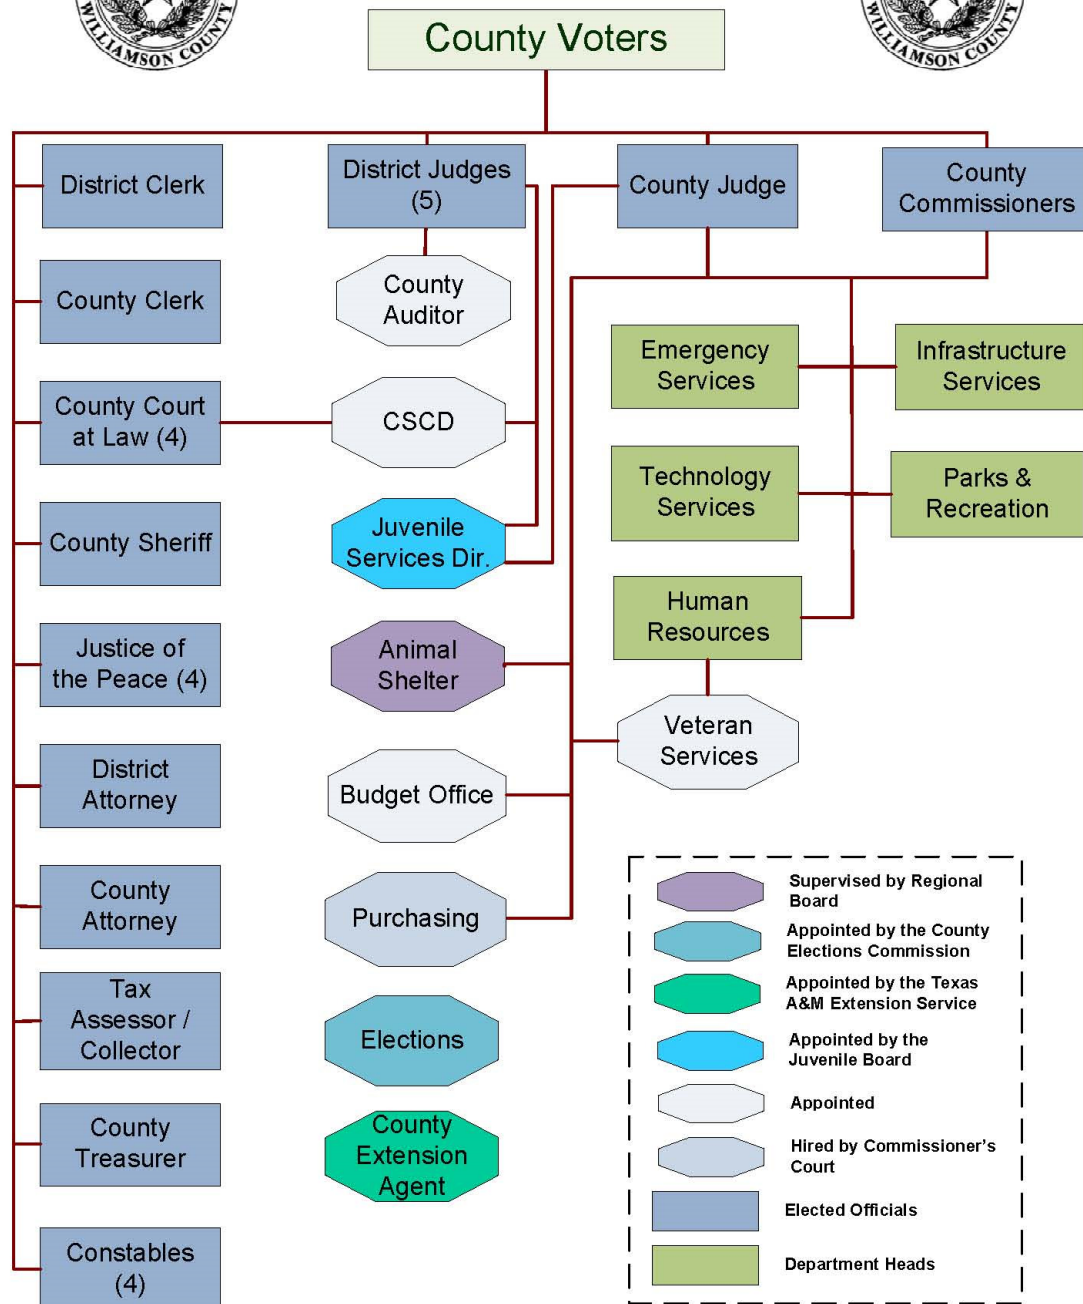 WILLIAMSON COUNTY
WILLIAMSON COUNTY
County Voters
District Clerk
District Judges
(5)
County Judge
County
Commissioners
County Clerk
County
Auditor
Emergency
Services
Infrastructure
Services
County Court
at Law (4)
CSCD
Technology
Services
Parks &
Recreation
County Sheriff
Juvenile
Services Dir.
Human
Resources
Justice of
the Peace (4)
Animal
Shelter
Veteran
Services
District
Attorney
Budget Office
County
Attorney
Purchasing
Tax
Assessor /
Collector
Elections
County
Treasurer
County
Extension
Agent
Constables
(4)
Supervised by Regional
Board
Appointed by the County
Elections Commission
Appointed by the Texas
A&M Extension Service
Appointed by the
Juvenile Board
Appointed
Hired by Commissioner's
Court
Elected Officials
Department Heads